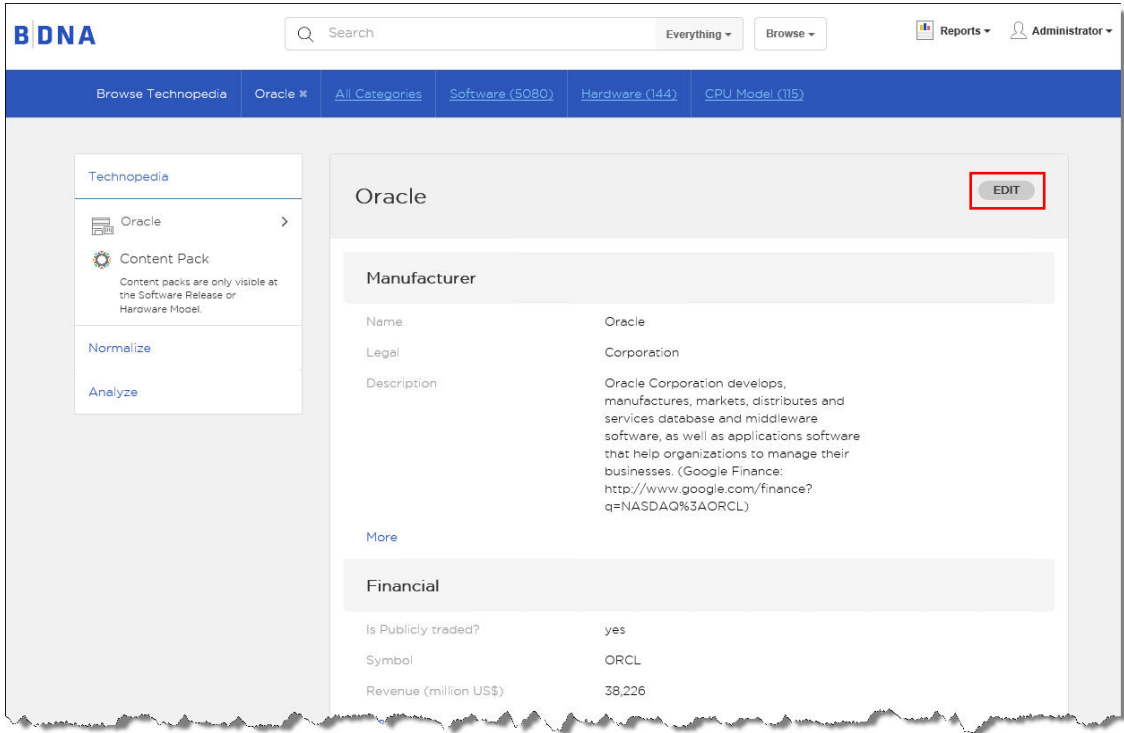 BDNA
Search
Everything
Browse
Reports
Administrator
Browse Technopedia
Oracle ×
All Categories
Software (5080)
Hardware (144)
CPU Model (115)
Technopedia
Oracle
Content Pack
Content packs are only visible at
the Software Release or
Hardware Model.
Normalize
Analyze
Oracle
EDIT
Manufacturer
Name
Oracle
Legal
Corporation
Description
Oracle Corporation develops,
manufactures, markets, distributes and
services database and middleware
software, as well as applications software
that help organizations to manage their
businesses. (Google Finance:
http://www.google.com/finance?
q=NASDAQ%3AORCL)
More
Financial
Is Publicly traded?
yes
Symbol
ORCL
Revenue (million US$)
38,226